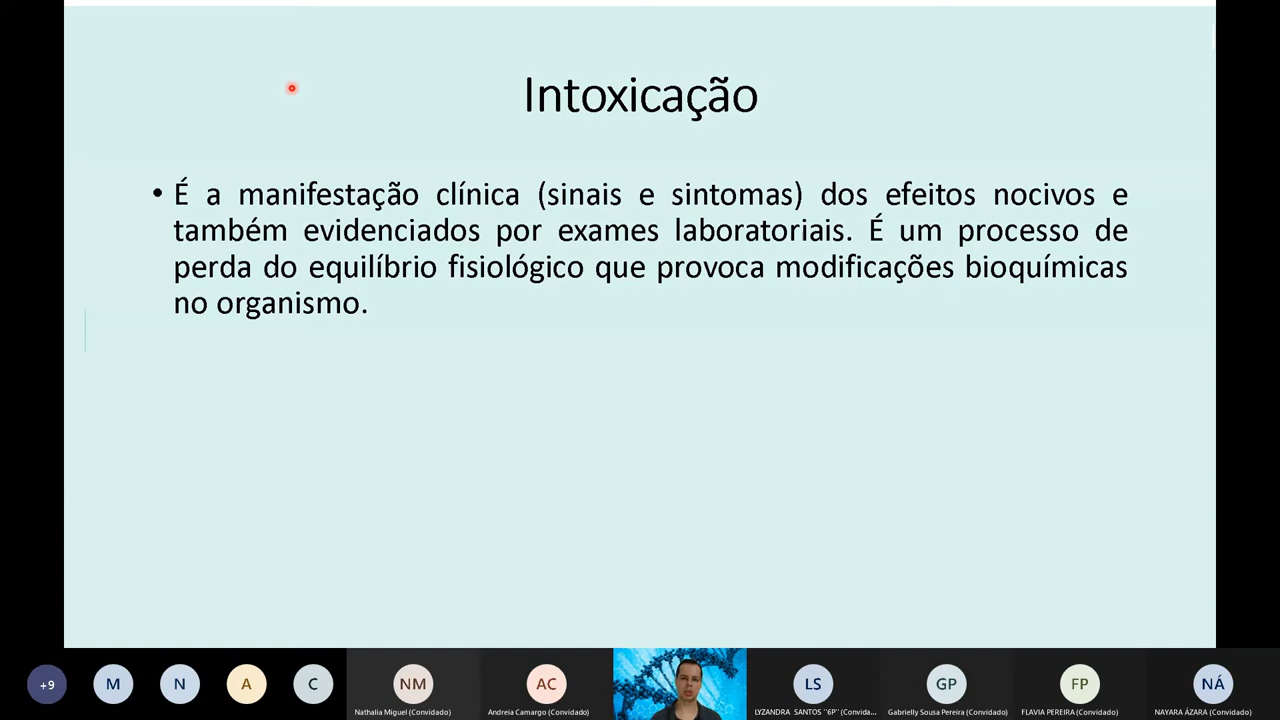 Intoxicação
• É a manifestação clínica (sinais e sintomas) dos efeitos nocivos e
também evidenciados por exames laboratoriais. É um processo de
perda do equilíbrio fisiológico que provoca modificações bioquímicas
no organismo.
+9 M N A C NM AC LS GP FP NÁ
Nathalia Miguel (Convidado) Andreia Camargo (Convidado) LYZANDRA SANTOS "6P" (Convida... Gabrielly Sousa Pereira (Convidado) FLAVIA PEREIRA (Convidado) NAYARA ÁZARA (Convidado)